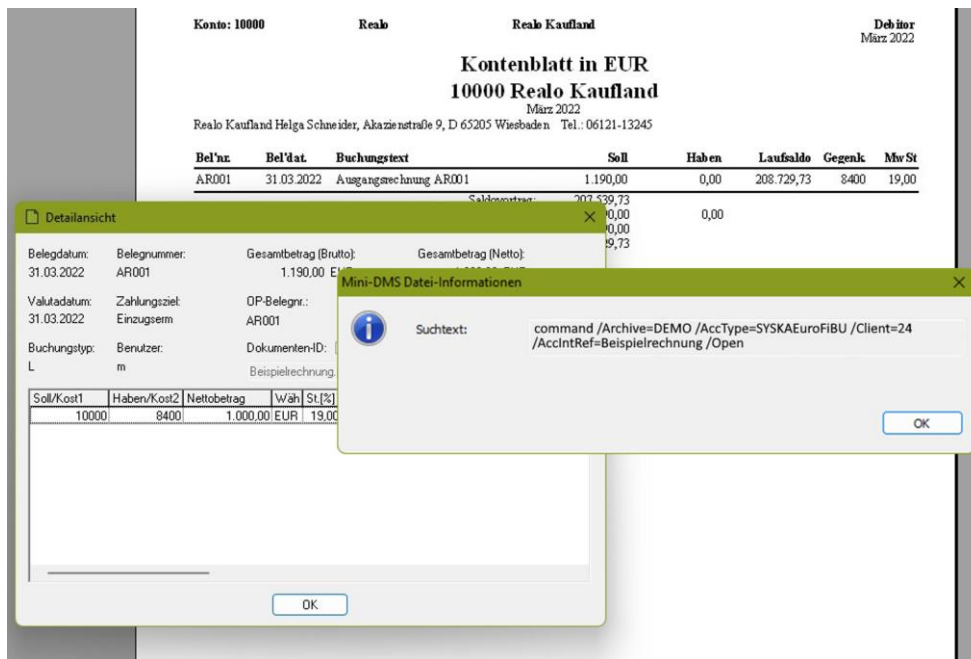 Konto: 10000 Realo Realo Kaufland Debitor
März 2022
Kontenblatt in EUR
10000 Realo Kaufland
März 2022
Realo Kaufland Helga Schneider, Akazienstraße 9, D 65205 Wiesbaden Tel.: 06121-13245
Bel'nr. Bel'dat. Buchungstext Soll Haben Laufsaldo Gegenk. MwSt
AR001 31.03.2022 Ausgangsrechnung AR001 1.190,00 0,00 208.729,73 8400 19,00
Saldovortrag: 207.539,73
0,00
Detailansicht
Belegdatum: Belegnummer: Gesamtbetrag (Brutto): Gesamtbetrag (Netto):
31.03.2022 AR001 1.190,00
Valutadatum: Zahlungsziel: OP-Belegnr.:
31.03.2022 Einzugserm AR001
Buchungstyp: Benutzer: Dokumenten-ID:
L m Beispielrechnung.
Soll/Kost1 Haben/Kost2 Nettobetrag Wäh St.[%]
10000 8400 1.000,00 EUR 19,00
OK
Mini-DMS Datei-Informationen
Suchtext: command /Archive=DEMO /AccType=SYSKAEuroFiBU /Client=24
/AccIntRef=Beispielrechnung /Open
OK